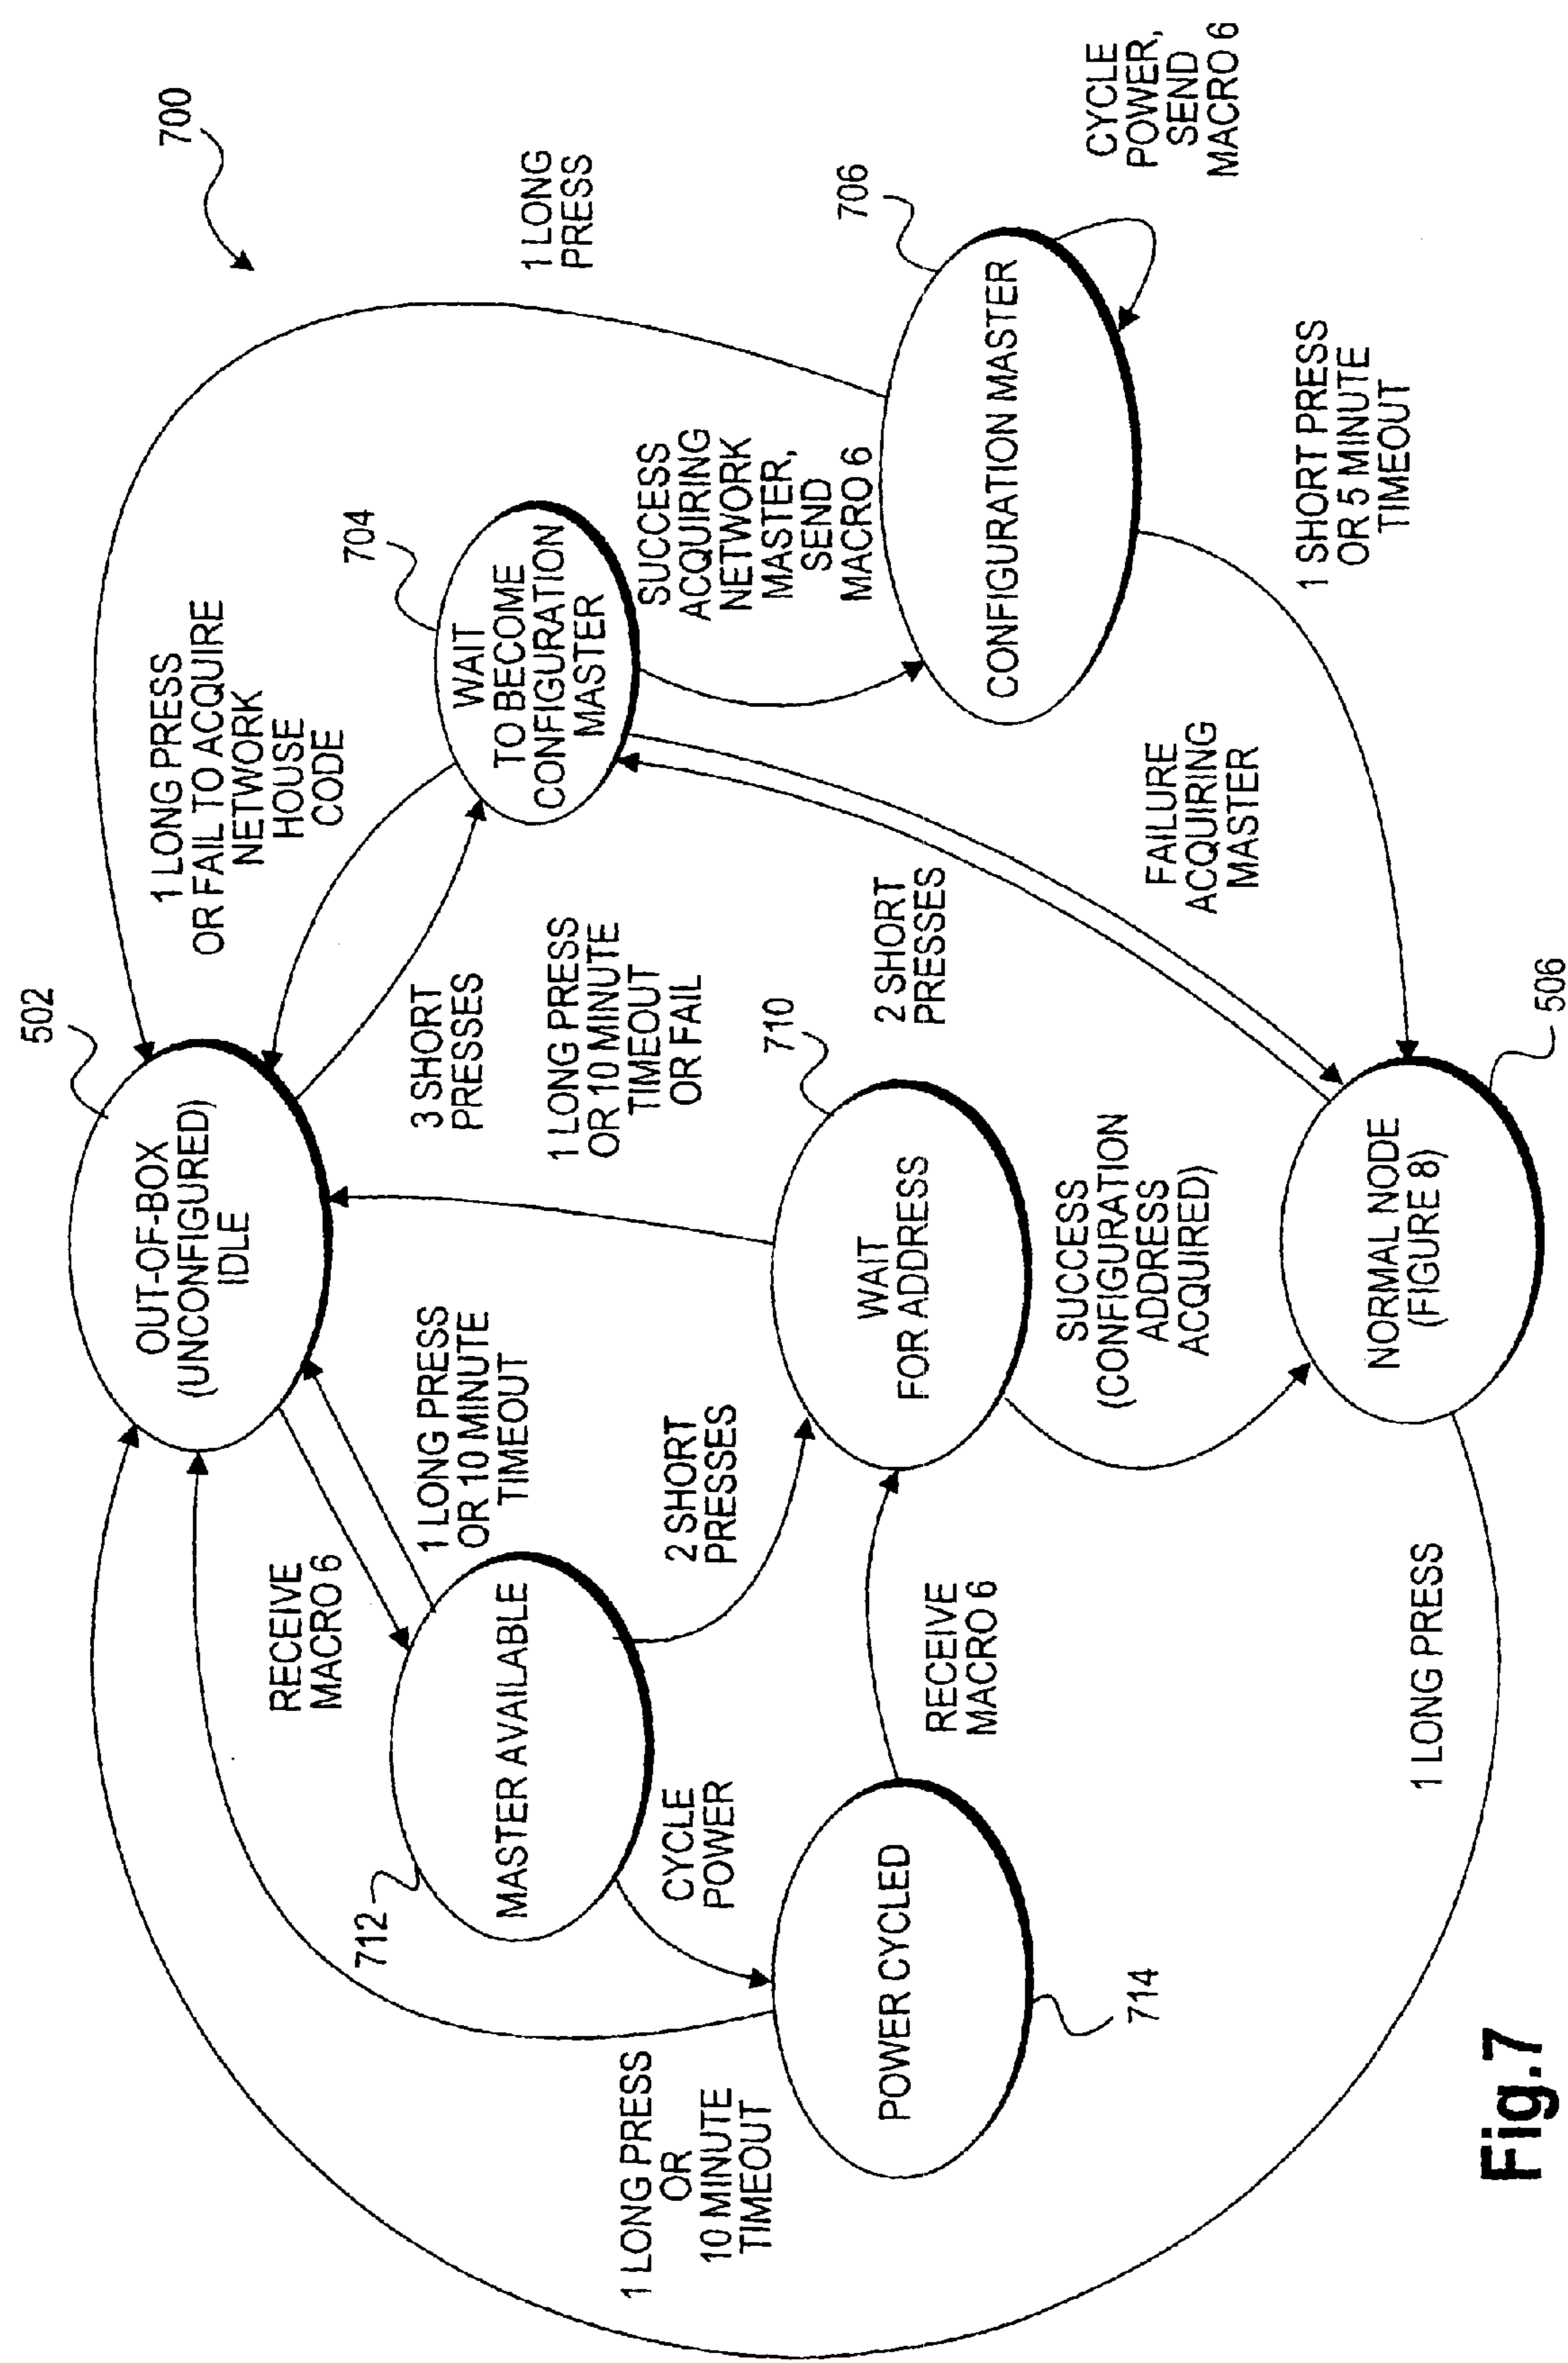 700
502
OUT-OF-BOX
(UNCONFIGURED)
IDLE
1 LONG PRESS
OR FAIL TO ACQUIRE
NETWORK
HOUSE
CODE
1 LONG
PRESS
704
WAIT
TO BECOME
CONFIGURATION
MASTER
3 SHORT
PRESSES
RECEIVE
MACRO 6
1 LONG PRESS
OR 10 MINUTE
TIMEOUT
1 LONG PRESS
OR 10 MINUTE
TIMEOUT
OR FAIL
SUCCESS
ACQUIRING
NETWORK
MASTER,
SEND
MACRO 6
712
MASTER AVAILABLE
706
CONFIGURATION MASTER
CYCLE
POWER,
SEND
MACRO 6
1 LONG PRESS
OR
10 MINUTE
TIMEOUT
CYCLE
POWER
2 SHORT
PRESSES
710
WAIT
FOR ADDRESS
2 SHORT
PRESSES
POWER CYCLED
714
RECEIVE
MACRO 6
SUCCESS
(CONFIGURATION
ADDRESS
ACQUIRED)
FAILURE
ACQUIRING
MASTER
1 SHORT PRESS
OR 5 MINUTE
TIMEOUT
1 LONG PRESS
NORMAL NODE
(FIGURE 8)
506
Fig.7